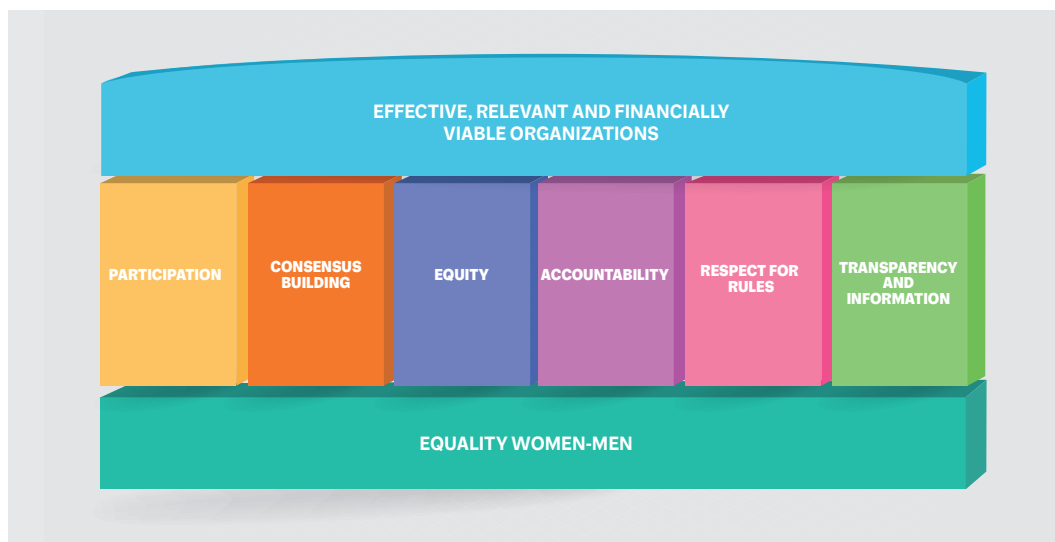 EFFECTIVE, RELEVANT AND FINANCIALLY
VIABLE ORGANIZATIONS
PARTICIPATION
CONSENSUS
BUILDING
EQUITY
ACCOUNTABILITY
RESPECT FOR
RULES
TRANSPARENCY
AND
INFORMATION
EQUALITY WOMEN-MEN